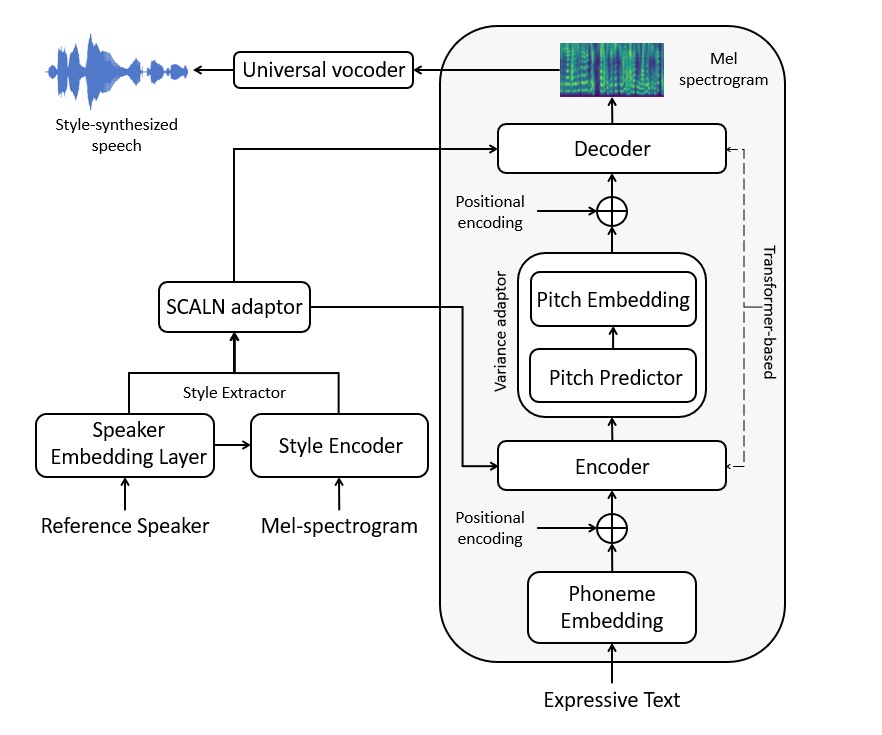 Universal vocoder
Mel
spectrogram
Style-synthesized
speech
Decoder
Positional
encoding
SCALN adaptor
Variance adaptor
Pitch Embedding
Pitch Predictor
Transformer-based
Style Extractor
Speaker
Embedding Layer
Style Encoder
Encoder
Reference Speaker
Mel-spectrogram
Positional
encoding
Phoneme
Embedding
Expressive Text